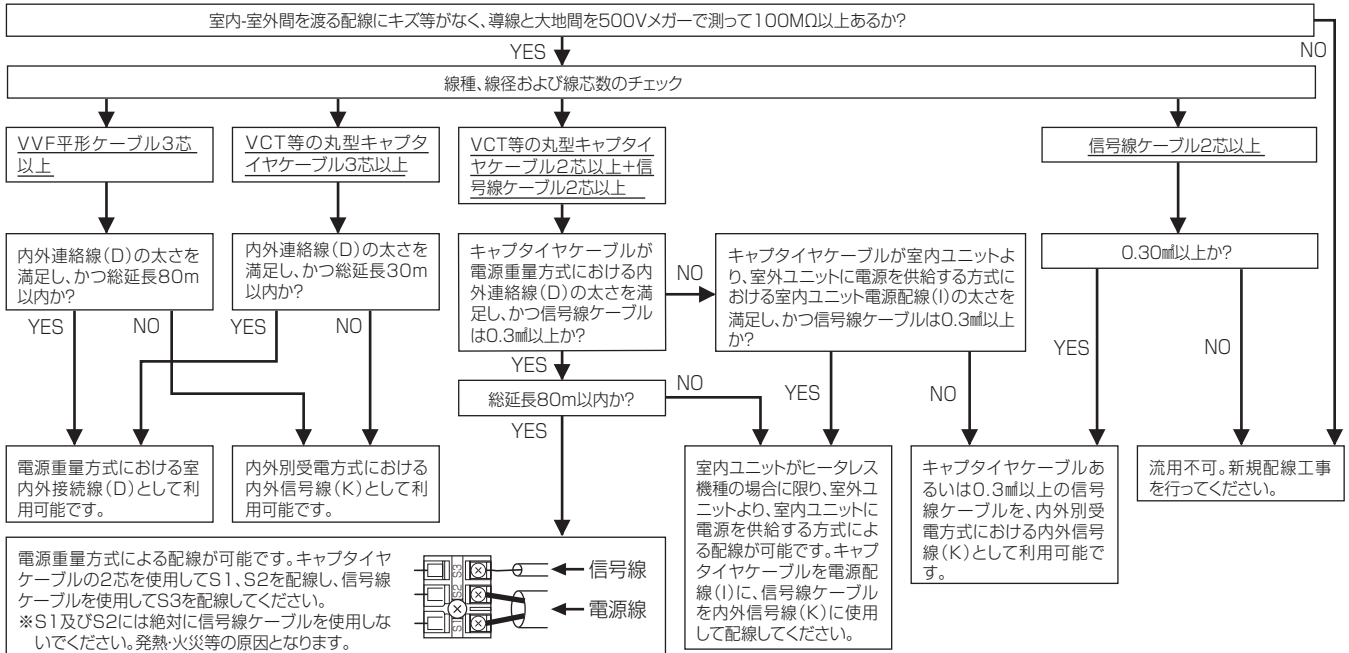 室内-室外間を渡る配線にキズ等がなく、導線と大地間を500Vメガーで測って100MΩ以上あるか?
YES
NO
線種、線径および線芯数のチェック
VVF平形ケーブル3芯
以上
VCT等の丸型キャプタ
イヤケーブル3芯以上
VCT等の丸型キャプタイ
ヤケーブル2芯以上+信
号線ケーブル2芯以上
信号線ケーブル2芯以上
内外連絡線(D)の太さを
満足し、かつ総延長80m
以内か?
内外連絡線(D)の太さを
満足し、かつ総延長30m
以内か?
キャプタイヤケーブルが
電源重量方式における内
外連絡線(D)の太さを満
足し、かつ信号線ケーブル
は0.3㎟以上か?
NO
キャプタイヤケーブルが室内ユニットよ
り、室外ユニットに電源を供給する方式に
おける室内ユニット電源配線(I)の太さを
満足し、かつ信号線ケーブルは0.3㎟以上
か?
0.30㎟以上か?
YES
NO
YES
NO
YES
総延長80m以内か?
NO
YES
YES
NO
YES
NO
電源重量方式における室
内外接続線(D)として利
用可能です。
内外別受電方式における
内外信号線(K)として利
用可能です。
室内ユニットがヒータレス
機種の場合に限り、室外ユ
ニットより、室内ユニットに
電源を供給する方式によ
る配線が可能です。キャプ
タイヤケーブルを電源配
線(I)に、信号線ケーブル
を内外信号線(K)に使用
して配線してください。
キャプタイヤケーブルあ
るいは0.3㎟以上の信号
線ケーブルを、内外別受
電方式における内外信号
線(K)として利用可能で
す。
流用不可。新規配線工事
を行ってください。
電源重量方式による配線が可能です。キャプタイヤ
ケーブルの2芯を使用してS1、S2を配線し、信号線
ケーブルを使用してS3を配線してください。
※S1及びS2には絶対に信号線ケーブルを使用しな
いでください。発熱・火災等の原因となります。
S3
S2
S1
信号線
電源線